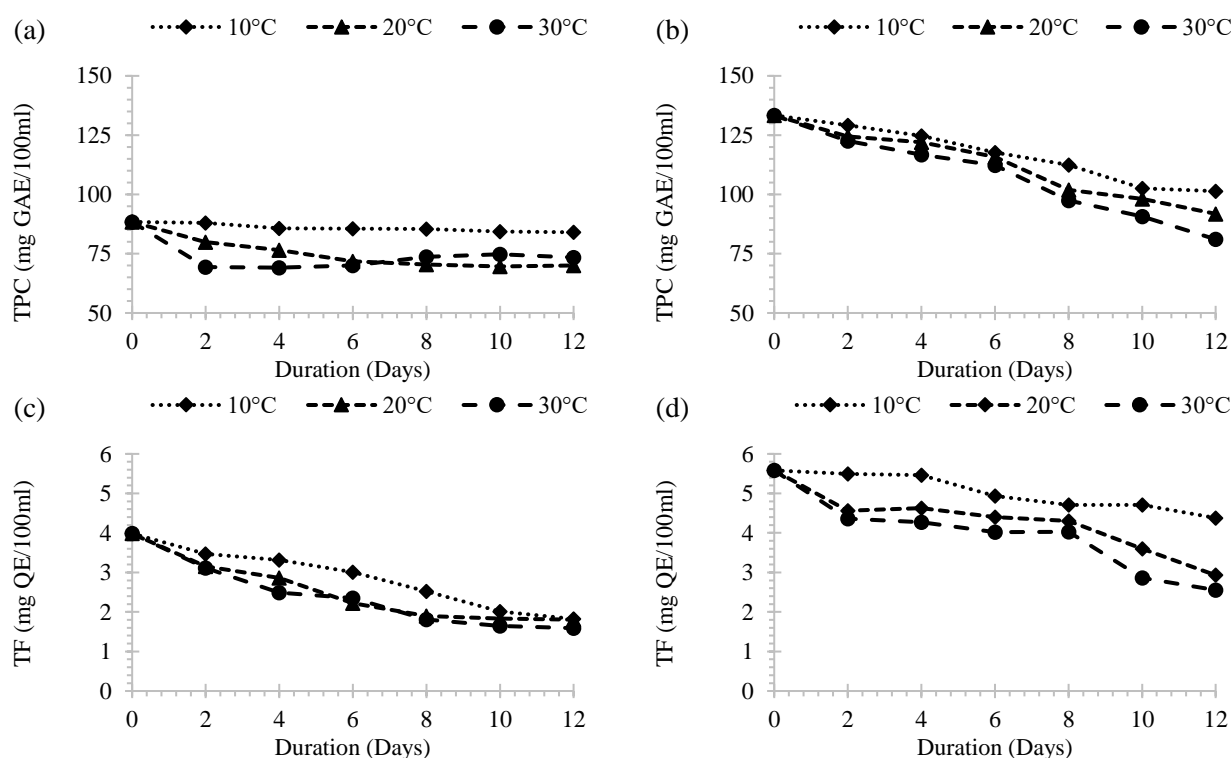 (a) 10°C 20°C 30°C
TPC (mg GAE/100ml)
150
125
100
75
50
0 2 4 6 8 10 12
Duration (Days)
(b) 10°C 20°C 30°C
TPC (mg GAE/100ml)
150
125
100
75
50
0 2 4 6 8 10 12
Duration (Days)
(c) 10°C 20°C 30°C
TF (mg QE/100ml)
6
5
4
3
2
1
0
0 2 4 6 8 10 12
Duration (Days)
(d) 10°C 20°C 30°C
TF (mg QE/100ml)
6
5
4
3
2
1
0
0 2 4 6 8 10 12
Duration (Days)